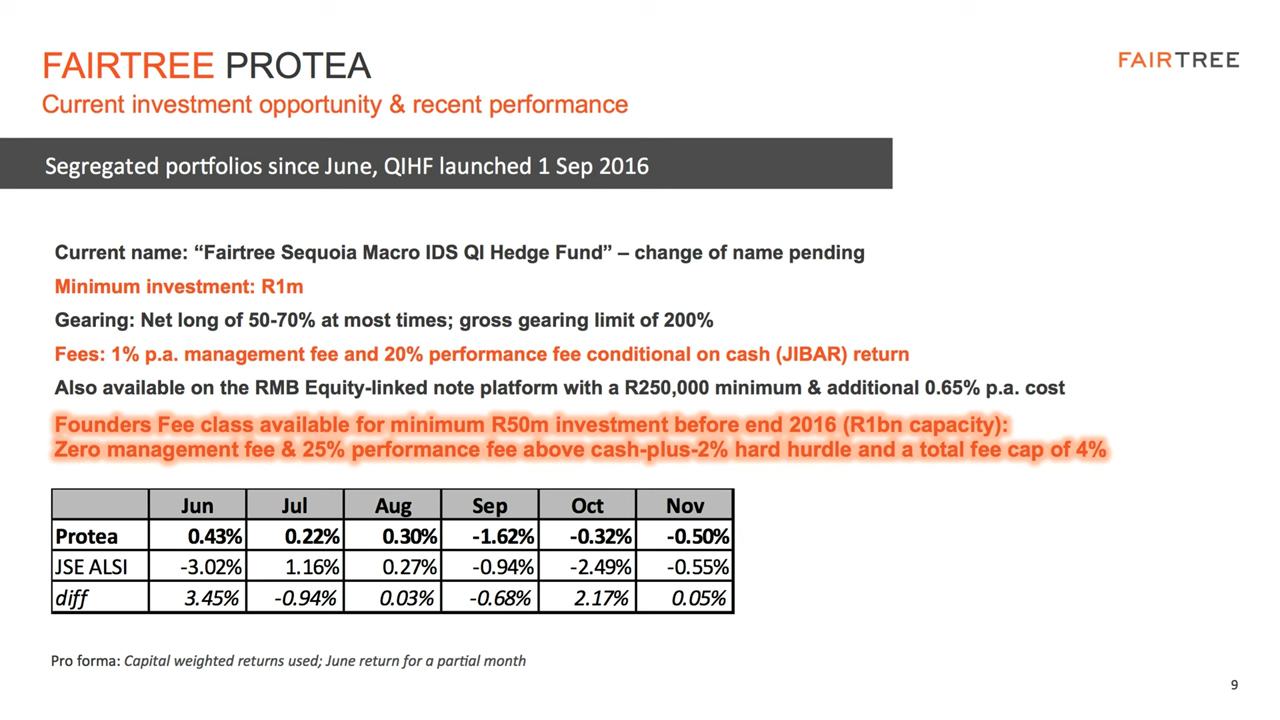 FAIRTREE PROTEA
FAIRTREE
Current investment opportunity & recent performance
Segregated portfolios since June, QIHF launched 1 Sep 2016
Current name: “Fairtree Sequoia Macro IDS QI Hedge Fund” – change of name pending
Minimum investment: R1m
Gearing: Net long of 50-70% at most times; gross gearing limit of 200%
Fees: 1% p.a. management fee and 20% performance fee conditional on cash (JIBAR) return
Also available on the RMB Equity-linked note platform with a R250,000 minimum & additional 0.65% p.a. cost
Founders Fee class available for minimum R50m investment before end 2016 (R1bn capacity):
Zero management fee & 25% performance fee above cash-plus-2% hard hurdle and a total fee cap of 4%
Jun Jul Aug Sep Oct Nov
Protea 0.43% 0.22% 0.30% -1.62% -0.32% -0.50%
JSE ALSI -3.02% 1.16% 0.27% -0.94% -2.49% -0.55%
diff 3.45% -0.94% 0.03% -0.68% 2.17% 0.05%
Pro forma: Capital weighted returns used; June return for a partial month
9